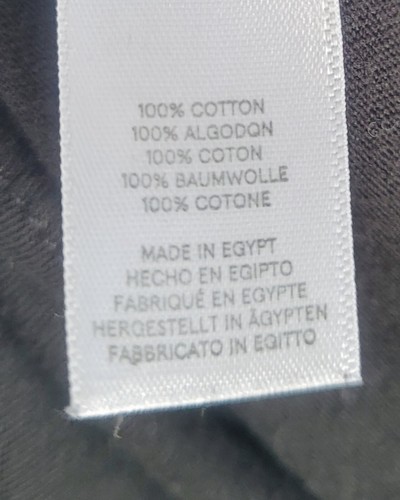 100% COTTON
100% ALGODON
100% COTON
100% BAUMWOLLE
100% COTONE
MADE IN EGYPT
HECHO EN EGIPTO
FABRIQUÉ EN EGYPTE
HERGESTELLT IN ÄGYPTEN
FABBRICATO IN EGITTO